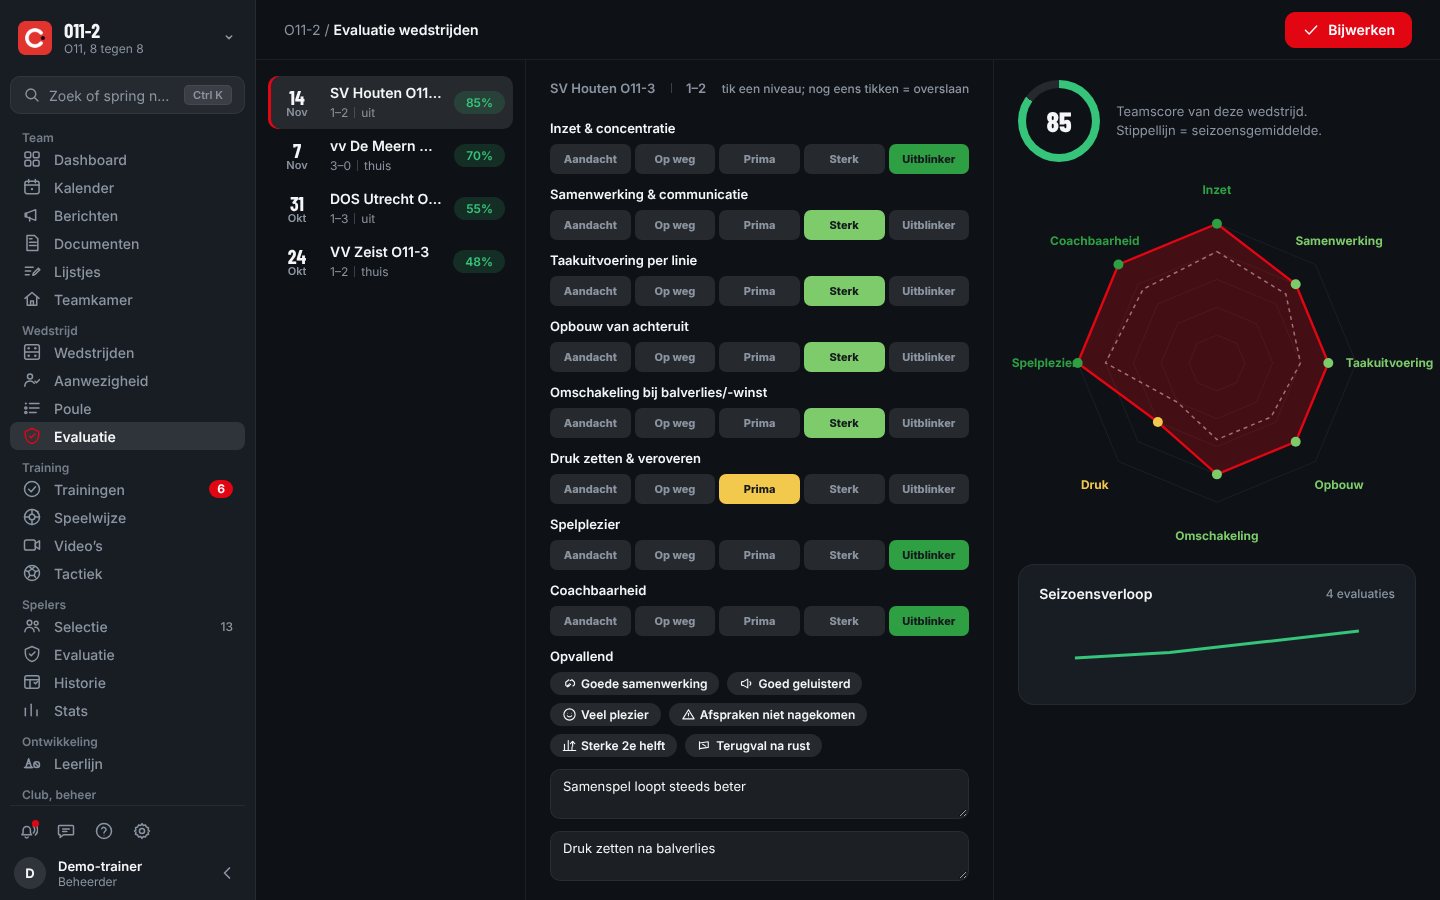 O11-2
O11, 8 tegen 8
Zoek of spring n...
Ctrl K
Team
Dashboard
Kalender
Berichten
Documenten
Lijstjes
Teamkamer
Wedstrijd
Wedstrijden
Aanwezigheid
Poule
Evaluatie
Training
Trainingen
6
Speelwijze
Video's
Tactiek
Spelers
Selectie
13
Evaluatie
Historie
Stats
Ontwikkeling
Leerlijn
Club, beheer
D
Demo-trainer
Beheerder
O11-2 / Evaluatie wedstrijden
Bijwerken
14 Nov
SV Houten O11...
1–2 | uit
85%
7 Nov
vv De Meern ...
3–0 | thuis
70%
31 Okt
DOS Utrecht O...
1–3 | uit
55%
24 Okt
VV Zeist O11-3
1–2 | thuis
48%
SV Houten O11-3 | 1–2 tik een niveau; nog eens tikken = overslaan
Inzet & concentratie
Aandacht Op weg Prima Sterk Uitblinker
Samenwerking & communicatie
Aandacht Op weg Prima Sterk Uitblinker
Taakuitvoering per linie
Aandacht Op weg Prima Sterk Uitblinker
Opbouw van achteruit
Aandacht Op weg Prima Sterk Uitblinker
Omschakeling bij balverlies/-winst
Aandacht Op weg Prima Sterk Uitblinker
Druk zetten & veroveren
Aandacht Op weg Prima Sterk Uitblinker
Spelplezier
Aandacht Op weg Prima Sterk Uitblinker
Coachbaarheid
Aandacht Op weg Prima Sterk Uitblinker
Opvallend
Goede samenwerking
Goed geluisterd
Veel plezier
Afspraken niet nagekomen
Sterke 2e helft
Terugval na rust
Samenspel loopt steeds beter
Druk zetten na balverlies
85
Teamscore van deze wedstrijd.
Stippellijn = seizoensgemiddelde.
Inzet
Coachbaarheid
Samenwerking
Spelplezier
Taakuitvoering
Druk
Opbouw
Omschakeling
Seizoensverloop
4 evaluaties